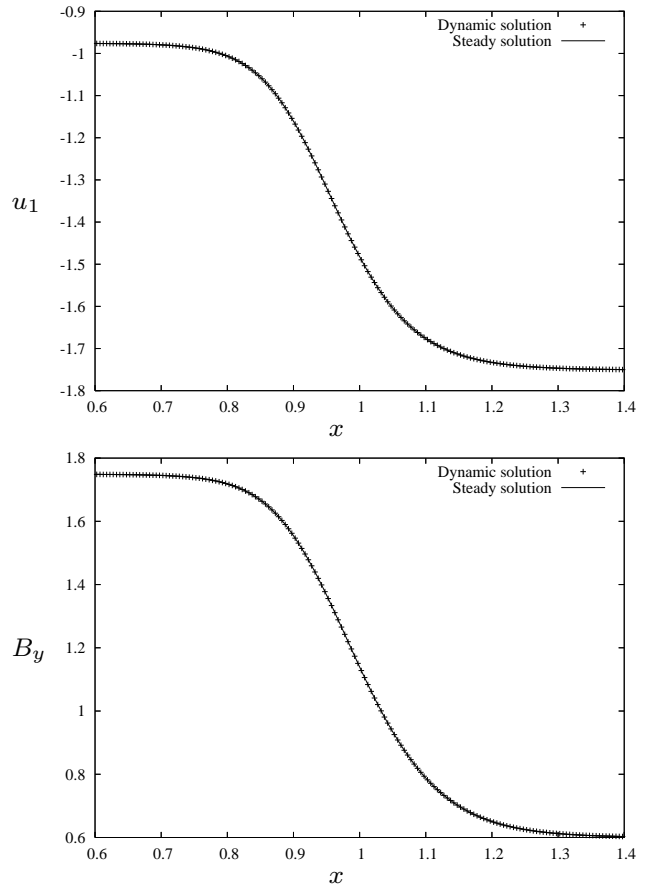 -0.9
-1
-1.1
-1.2
-1.3
-1.4
-1.5
-1.6
-1.7
-1.8
u1
Dynamic solution
Steady solution
0.6 0.7 0.8 0.9 1 1.1 1.2 1.3 1.4
x
1.8
1.6
1.4
1.2
1
0.8
0.6
By
Dynamic solution
Steady solution
0.6 0.7 0.8 0.9 1 1.1 1.2 1.3 1.4
x